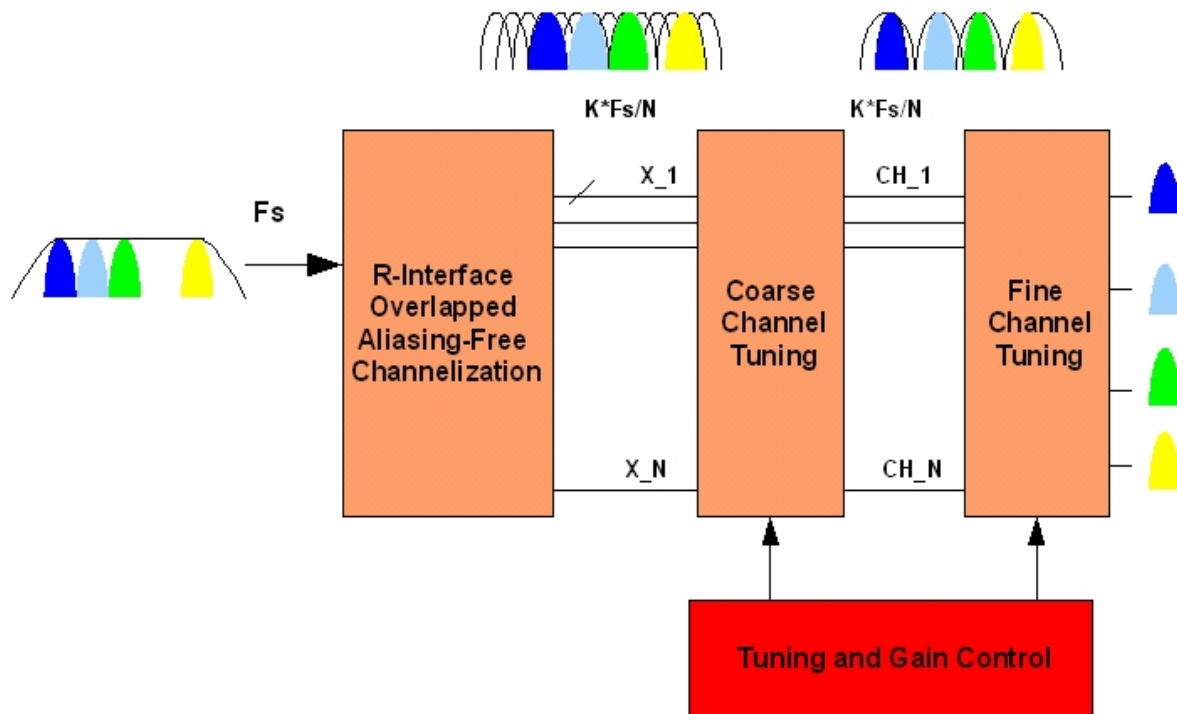 K*Fs/N
K*Fs/N
Fs
X_1
CH_1
R-Interface
Overlapped
Aliasing-Free
Channelization
Coarse
Channel
Tuning
Fine
Channel
Tuning
X_N
CH_N
Tuning and Gain Control